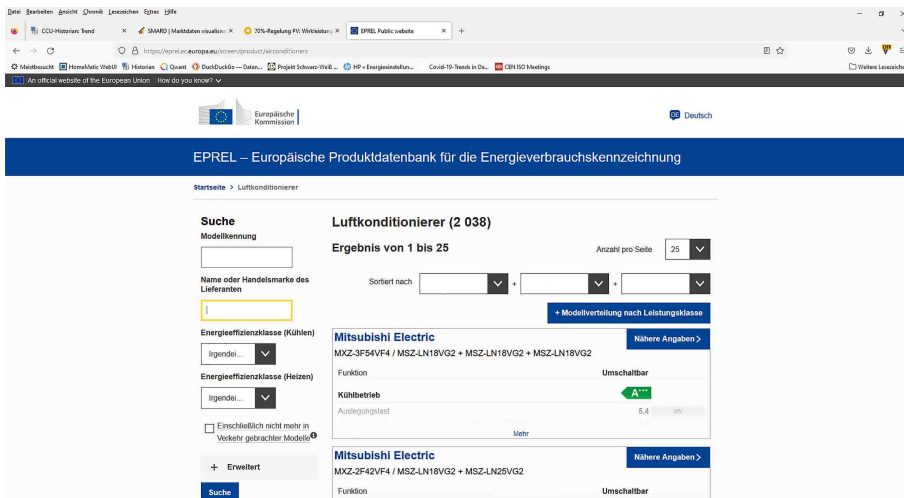 Datei Bearbeiten Ansicht Chronik Lesezeichen Extras Hilfe
CCU-Historian: Trend × SMARD | Marktdaten visualisier × 70%-Regelung PV: Wirkleistung × EPREL Public website × +
https://eprel.ec.europa.eu/screen/product/airconditioners
Meistbesucht HomeMatic WebUI Historian Qwant DuckDuckGo — Daten... Projekt Schwarz-Weiß ... HP » Energieeinstellun... Covid-19-Trends in De... CEN ISO Meetings Weitere Lesezeiche
An official website of the European Union How do you know?
Europäische
Kommission
DE Deutsch
EPREL – Europäische Produktdatenbank für die Energieverbrauchskennzeichnung
Startseite > Luftkonditionierer
Suche
Modellkennung
Name oder Handelsmarke des
Lieferanten
Energieeffizienzklasse (Kühlen)
Irgendei...
Energieeffizienzklasse (Heizen)
Irgendei...
Einschließlich nicht mehr in
Verkehr gebrachter Modelle
+ Erweitert
Suche
Luftkonditionierer (2 038)
Ergebnis von 1 bis 25
Anzahl pro Seite 25
Sortiert nach + +
+ Modellverteilung nach Leistungsklasse
Mitsubishi Electric
Nähere Angaben >
MXZ-3F54VF4 / MSZ-LN18VG2 + MSZ-LN18VG2 + MSZ-LN18VG2
Funktion Umschaltbar
Kühlbetrieb A+++
Auslegungslast 5,4 kW
Mehr
Mitsubishi Electric
Nähere Angaben >
MXZ-2F42VF4 / MSZ-LN18VG2 + MSZ-LN25VG2
Funktion Umschaltbar